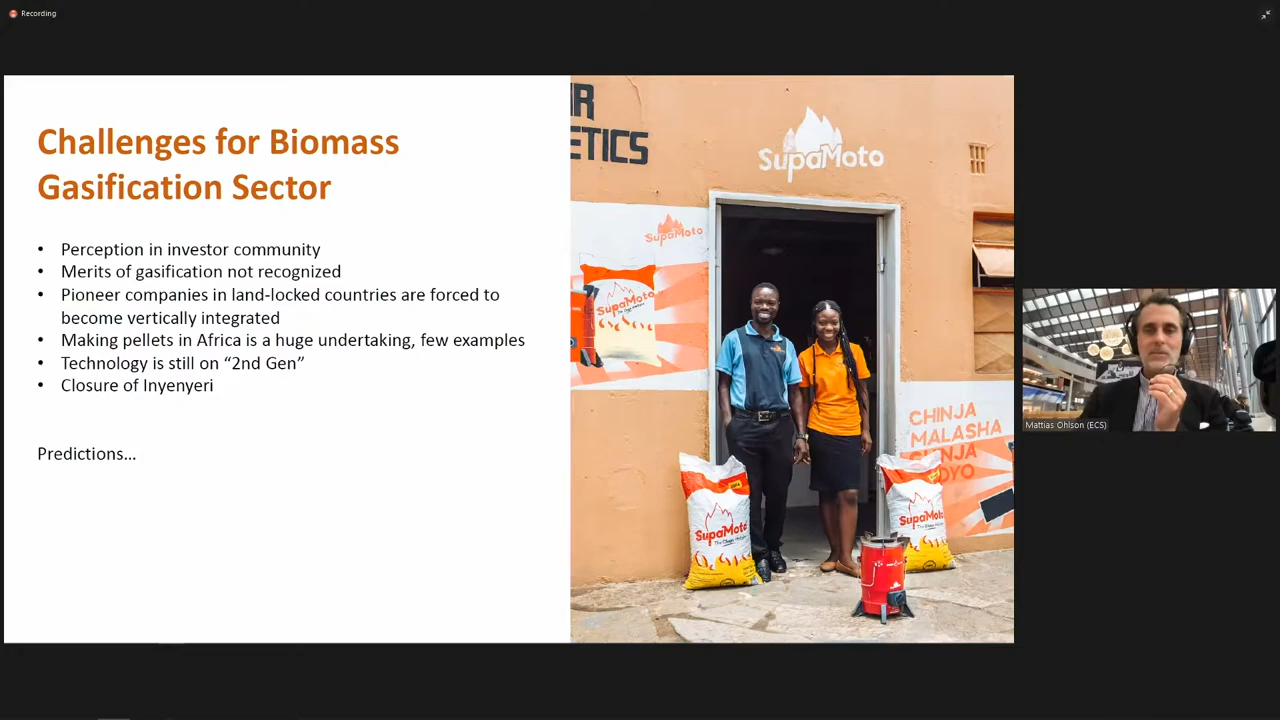 Recording
Challenges for Biomass
Gasification Sector
• Perception in investor community
• Merits of gasification not recognized
• Pioneer companies in land-locked countries are forced to
become vertically integrated
• Making pellets in Africa is a huge undertaking, few examples
• Technology is still on “2nd Gen”
• Closure of Inyenyeri
Predictions...
ETICS
SupaMoto
SupaMoto
SupaMoto
CHINJA
MALASHA
SupaMoto
SupaMoto
Mattias Ohlson (ECS)